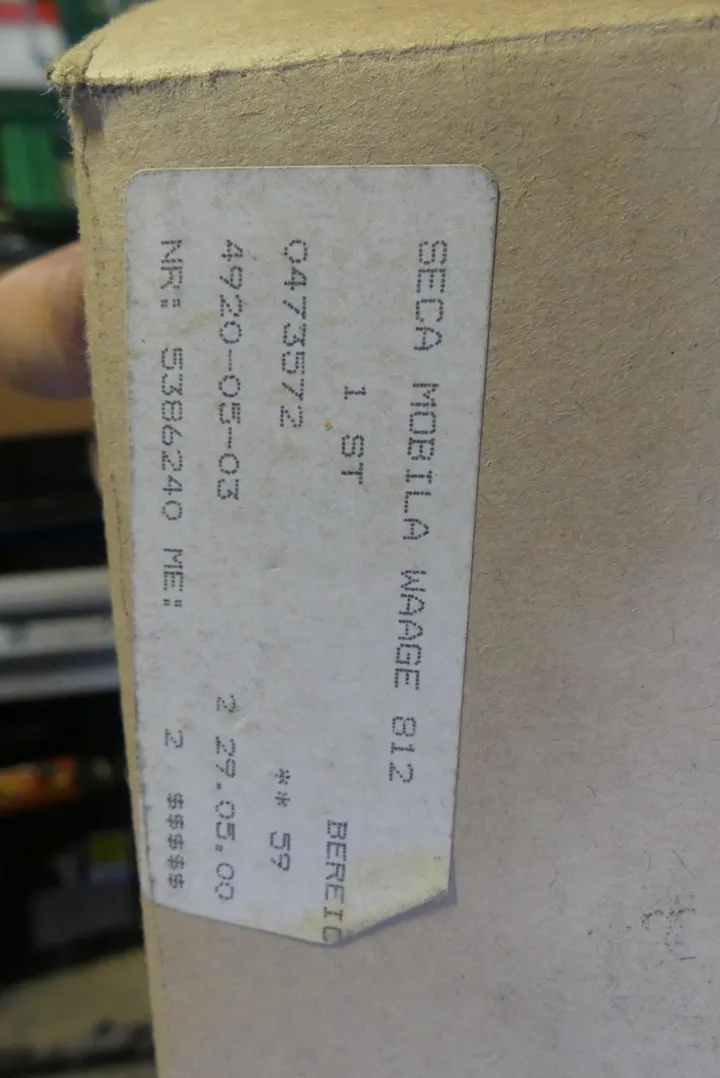 SECA MOBILA WAAGE 812
1 ST BEREIC
0473572 ** 59
4920-05-03 2 29.05.00
NR: 5386240 ME: 2 $$$$$